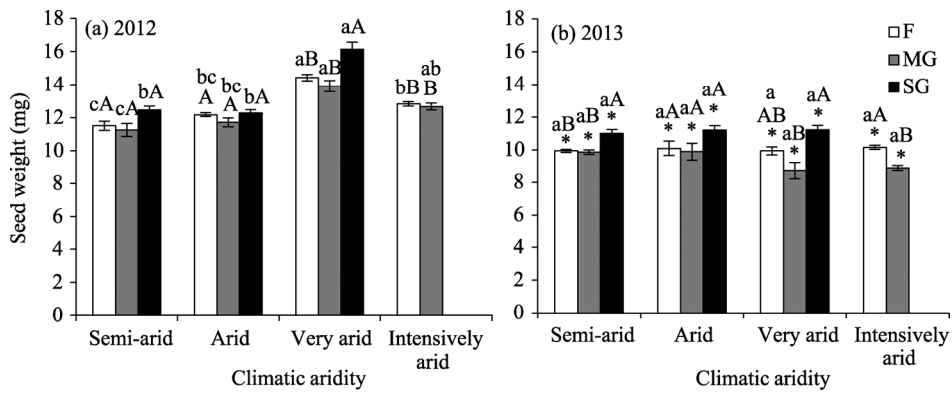 (a) 2012
18
16
14
12
10
8
6
4
2
0
Seed weight (mg)
cA cA bA
bc
A
bc
A bA
aB aB aA
bB
ab
B
Semi-arid Arid Very arid Intensively
arid
Climatic aridity
(b) 2013
F
MG
SG
18
16
14
12
10
8
6
4
2
0
aB
*
aB
*
aA
*
aA
*
aA
*
aA
*
a
AB
*
aB
*
aA
*
aA
*
aB
*
Semi-arid Arid Very arid Intensively
arid
Climatic aridity